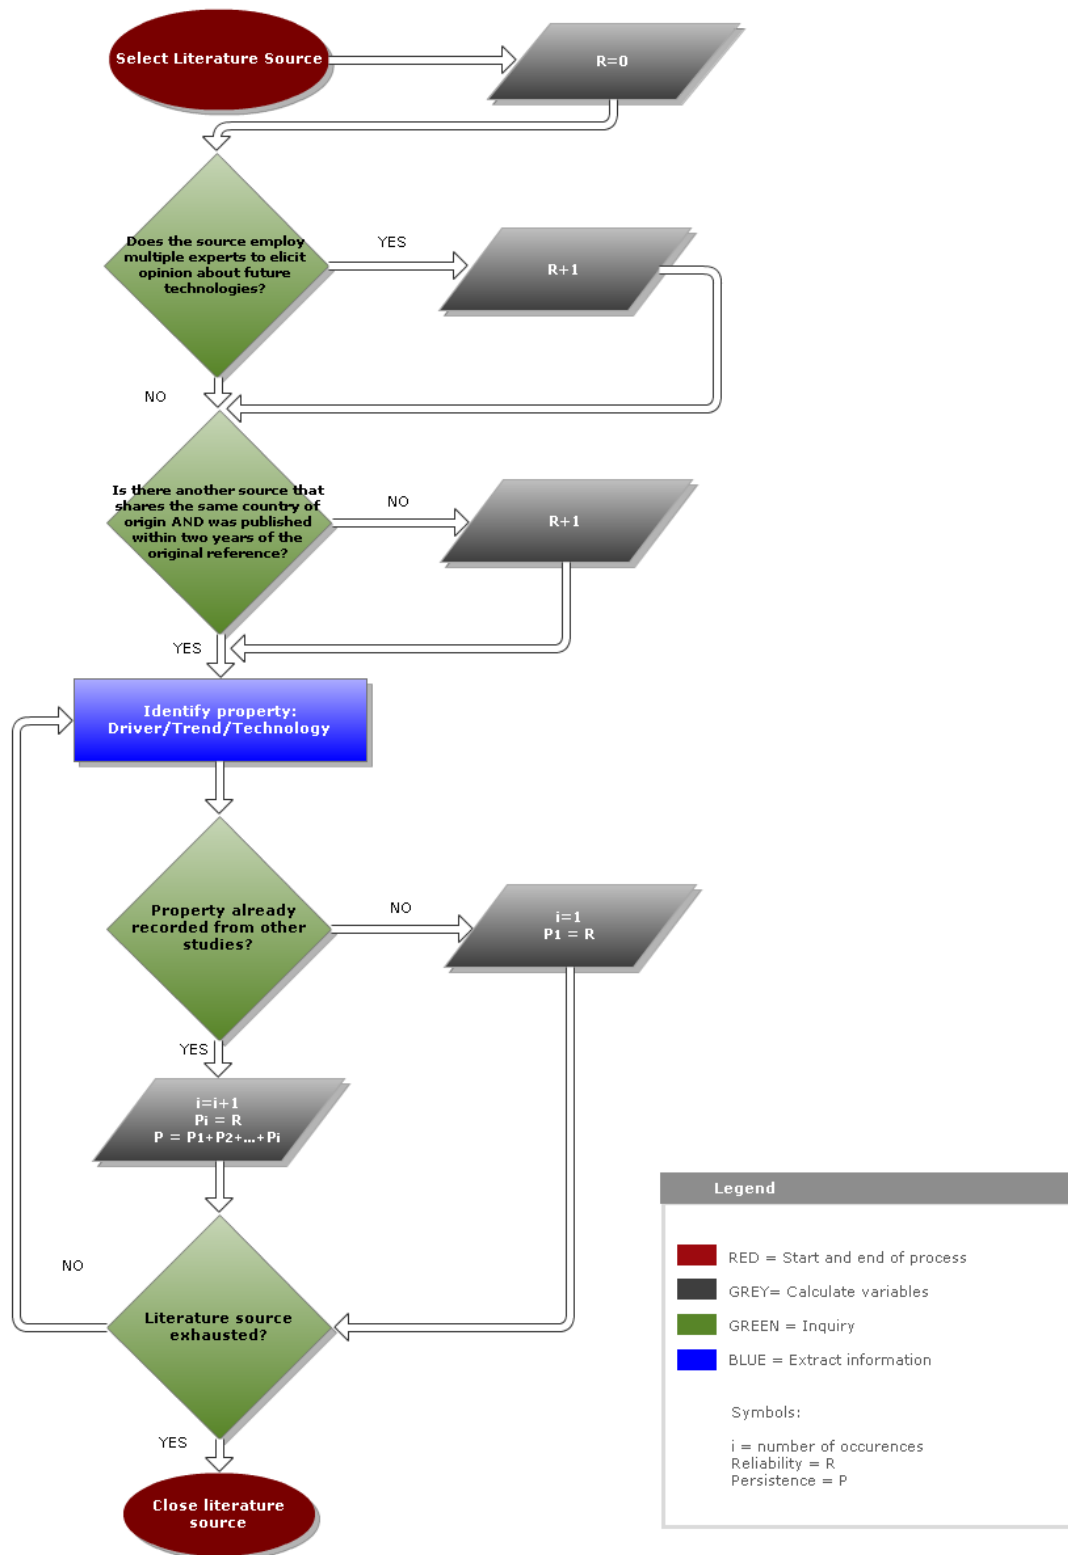 Select Literature Source
R=0
Does the source employ
multiple experts to elicit
opinion about future
technologies?
YES
R+1
NO
Is there another source that
shares the same country of
origin AND was published
within two years of the
original reference?
NO
R+1
YES
Identify property:
Driver/Trend/Technology
Property already
recorded from other
studies?
NO
i=1
P1 = R
YES
i=i+1
Pi = R
P = P1+P2+...+Pi
NO
Literature source
exhausted?
YES
Close literature
source
Legend
RED = Start and end of process
GREY= Calculate variables
GREEN = Inquiry
BLUE = Extract information
Symbols:
i = number of occurences
Reliability = R
Persistence = P